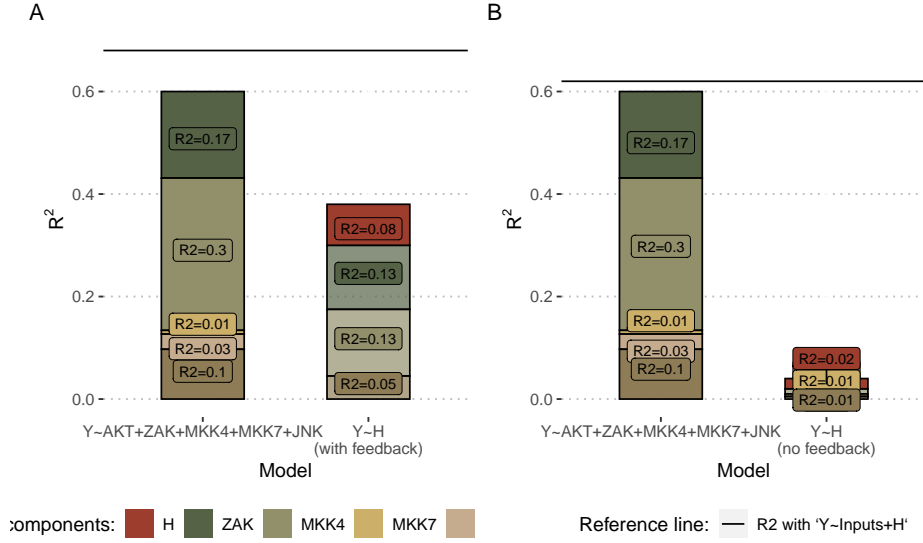 A
B
R2
0.6
0.4
0.2
0.0
R2=0.17
R2=0.3
R2=0.01
R2=0.03
R2=0.1
R2=0.08
R2=0.13
R2=0.13
R2=0.05
Y~AKT+ZAK+MKK4+MKK7+JNK
Y~H
(with feedback)
Model
R2
0.6
0.4
0.2
0.0
R2=0.17
R2=0.3
R2=0.01
R2=0.03
R2=0.1
R2=0.02
R2=0.01
R2=0.01
Y~AKT+ZAK+MKK4+MKK7+JNK
Y~H
(no feedback)
Model
components: H ZAK MKK4 MKK7
Reference line: R2 with ‘Y~Inputs+H‘